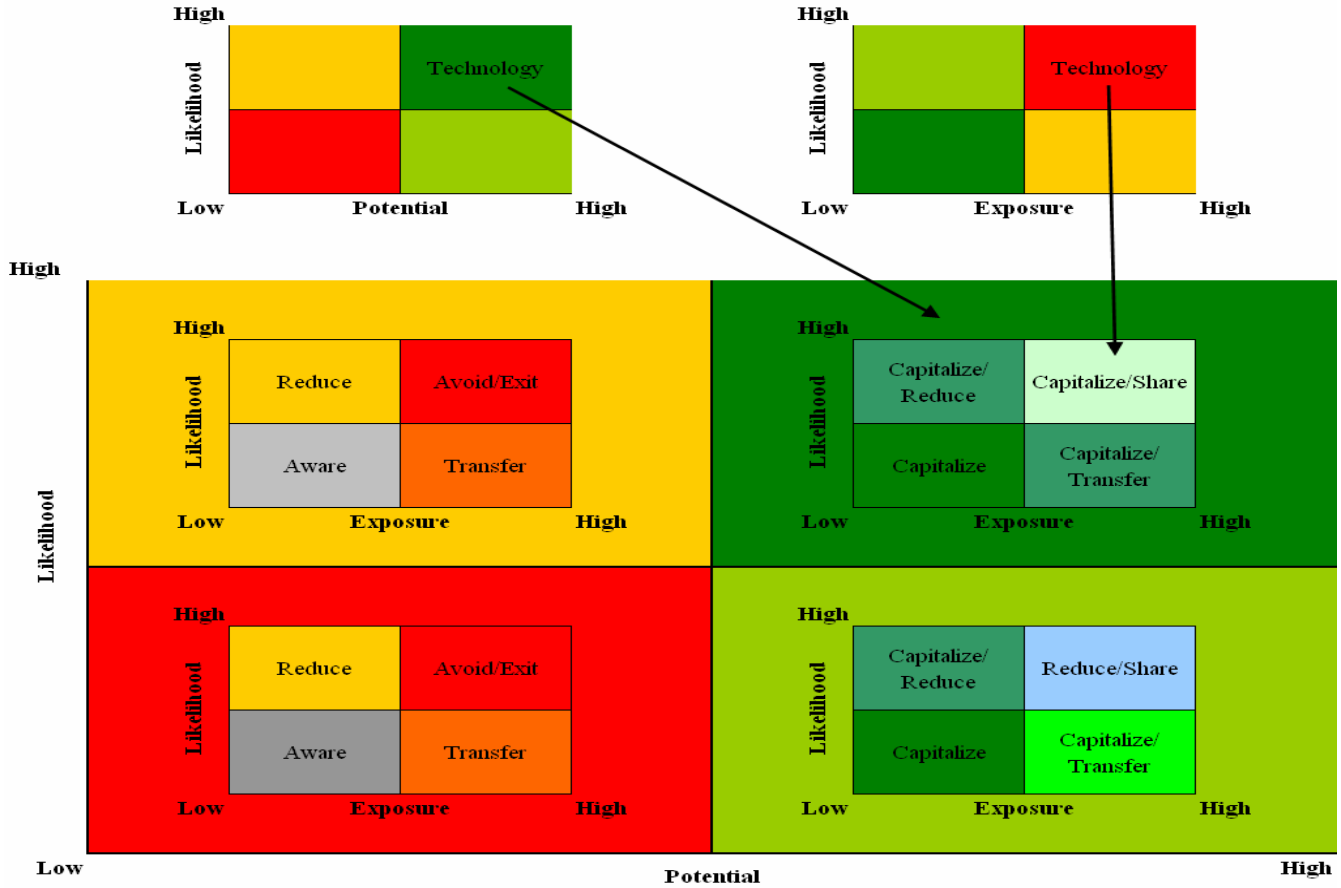 High
High
Likelihood
Technology
Likelihood
Technology
Low
Potential
High
Low
Exposure
High
High
Likelihood
High
Likelihood
Reduce
Avoid/Exit
Aware
Transfer
Low
Exposure
High
High
Likelihood
Capitalize/
Reduce
Capitalize/Share
Capitalize
Capitalize/
Transfer
Low
Exposure
High
High
Likelihood
Reduce
Avoid/Exit
Aware
Transfer
Low
Exposure
High
High
Likelihood
Capitalize/
Reduce
Reduce/Share
Capitalize
Capitalize/
Transfer
Low
Exposure
High
Low
Potential
High